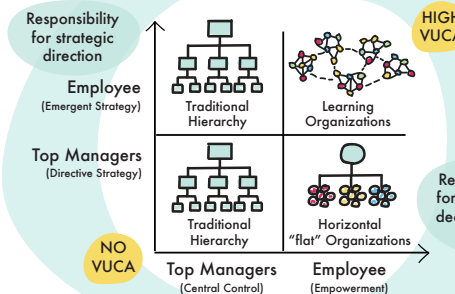 Responsibility
for strategic
direction
HIGH
VUCA
Employee
(Emergent Strategy)
Traditional
Hierarchy
Learning
Organizations
Top Managers
(Directive Strategy)
Traditional
Hierarchy
Horizontal
“flat” Organizations
NO
VUCA
Top Managers
(Central Control)
Employee
(Empowerment)